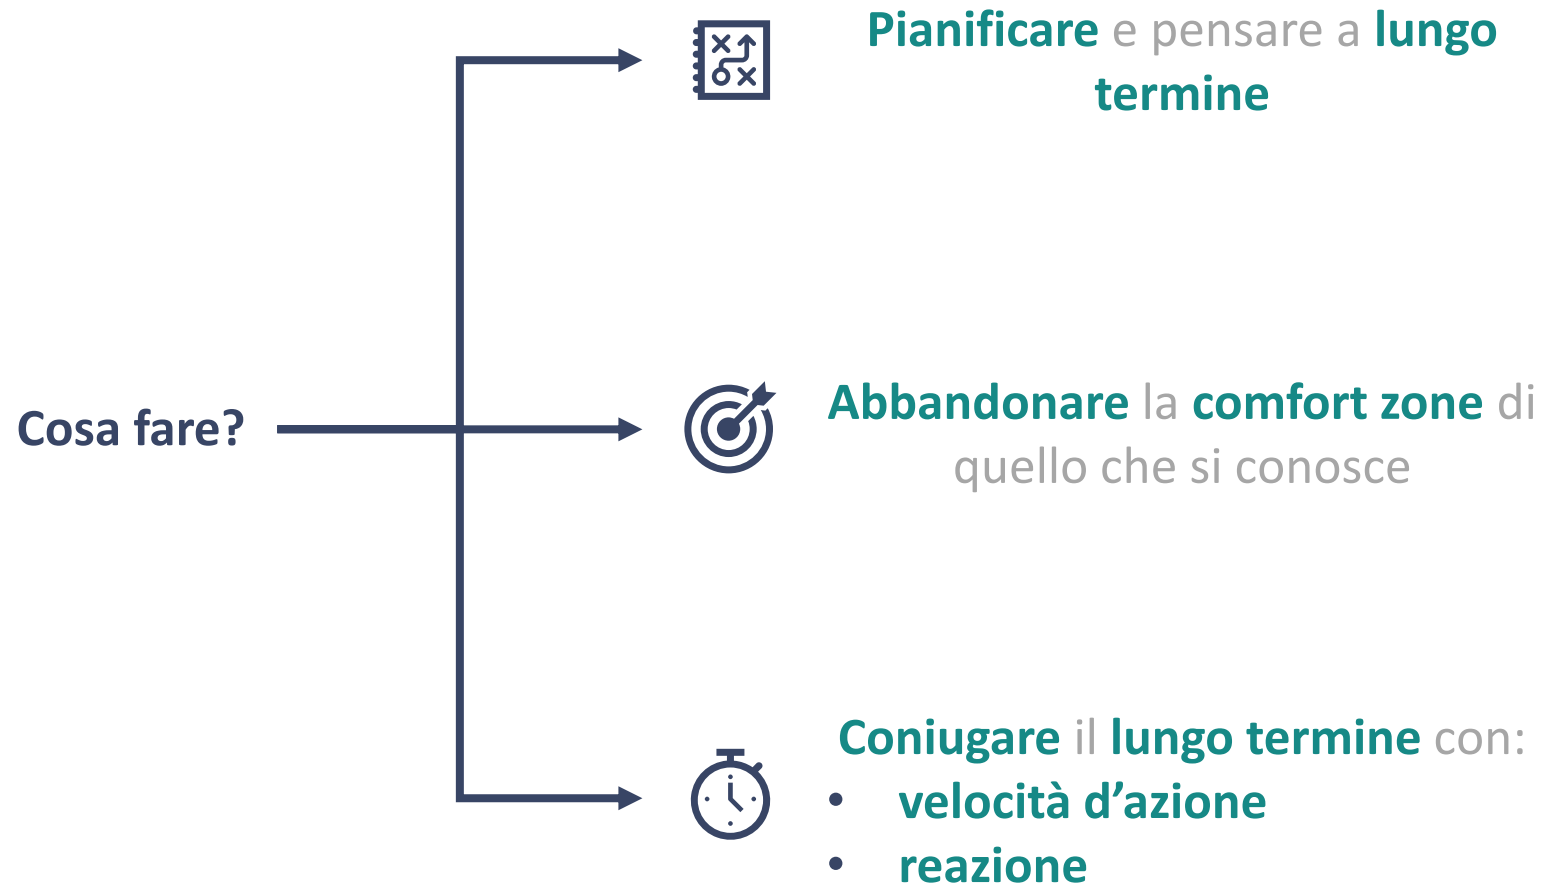 Pianificare e pensare a lungo
termine
Cosa fare?
Abbandonare la comfort zone di
quello che si conosce
Coniugare il lungo termine con:
• velocità d’azione
• reazione